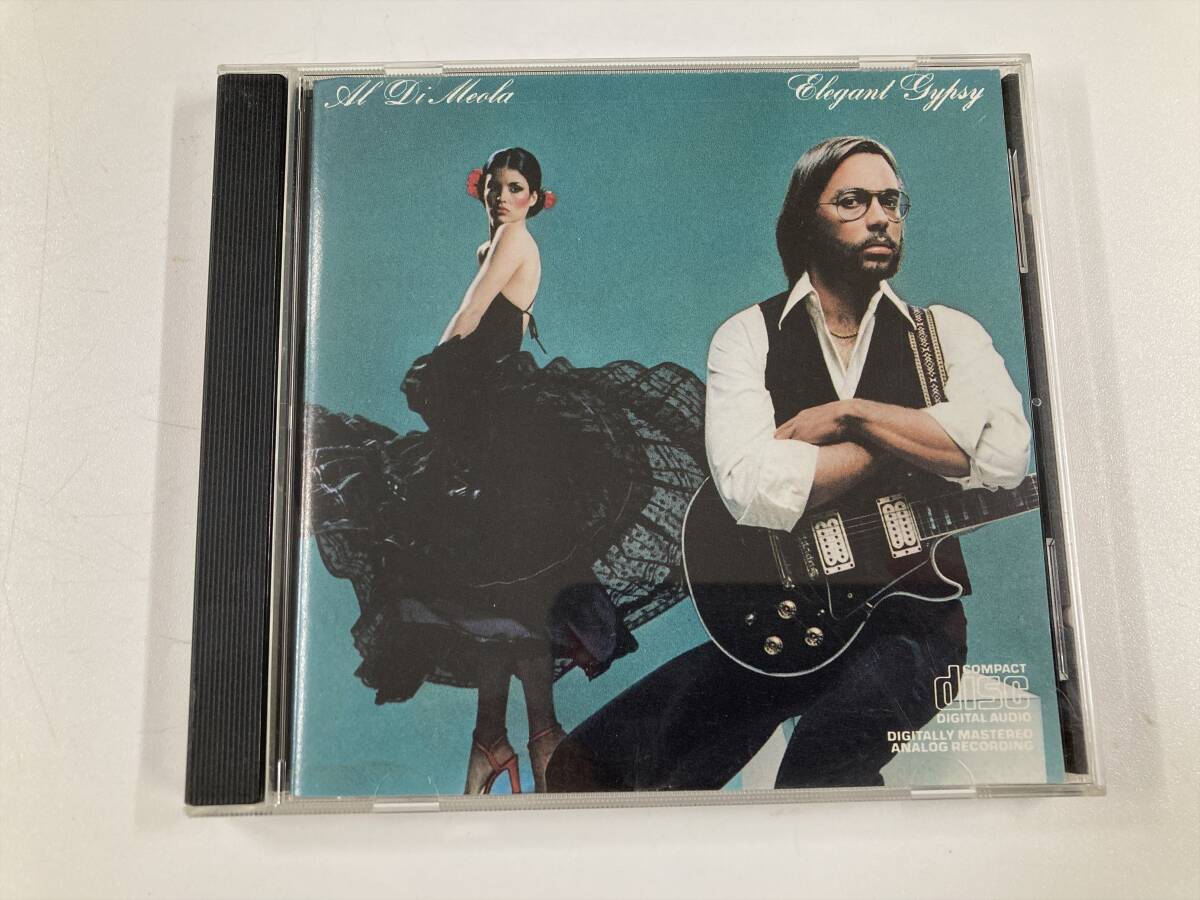 Al Di Meola
Elegant Gypsy
COMPACT
disc
DIGITAL AUDIO
DIGITALLY MASTERED
ANALOG RECORDING